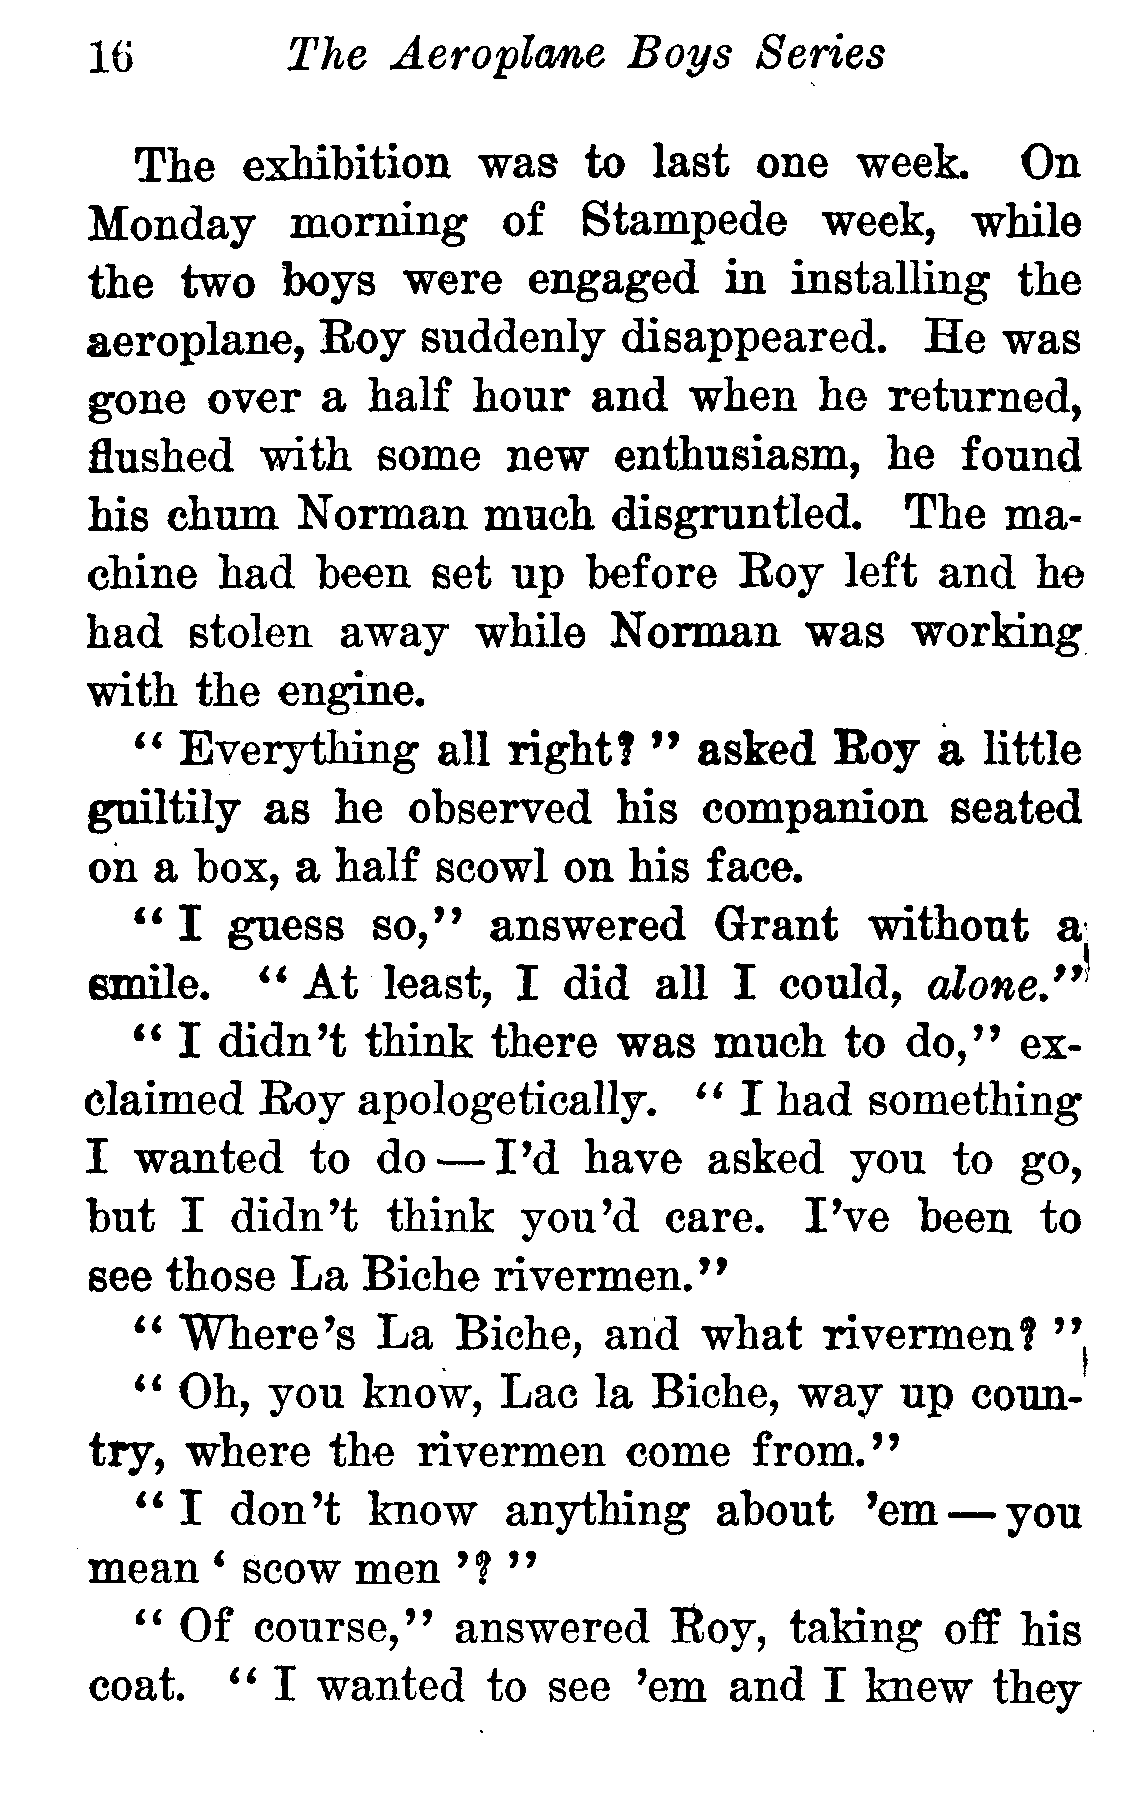 16 The Aeroplane Boys Series
The exhibition was to last one week. On
Monday morning of Stampede week, while
the two boys were engaged in installing the
aeroplane, Roy suddenly disappeared. He was
gone over a half hour and when he returned,
flushed with some new enthusiasm, he found
his chum Norman much disgruntled. The ma-
chine had been set up before Roy left and he
had stolen away while Norman was working
with the engine.
" Everything all right? " asked Roy a little
guiltily as he observed his companion seated
on a box, a half scowl on his face.
" I guess so," answered Grant without a
smile. " At least, I did all I could, alone."
" I didn't think there was much to do," ex-
claimed Roy apologetically. " I had something
I wanted to do — I'd have asked you to go,
but I didn't think you'd care. I've been to
see those La Biche rivermen."
" Where's La Biche, and what rivermen? "
" Oh, you know, Lac la Biche, way up coun-
try, where the rivermen come from."
" I don't know anything about 'em — you
mean ' scow men '? "
" Of course," answered Roy, taking off his
coat. " I wanted to see 'em and I knew they